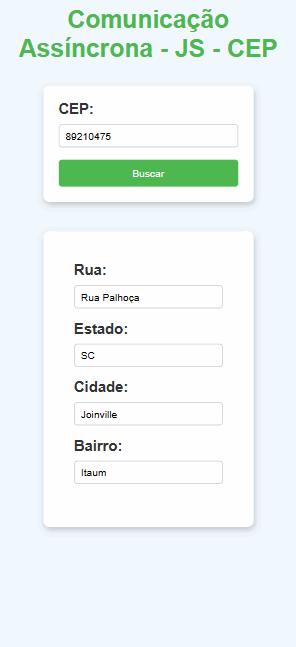 Comunicação
Assíncrona - JS - CEP
CEP:
89210475
Buscar
Rua:
Rua Palhoça
Estado:
SC
Cidade:
Joinville
Bairro:
Itaum